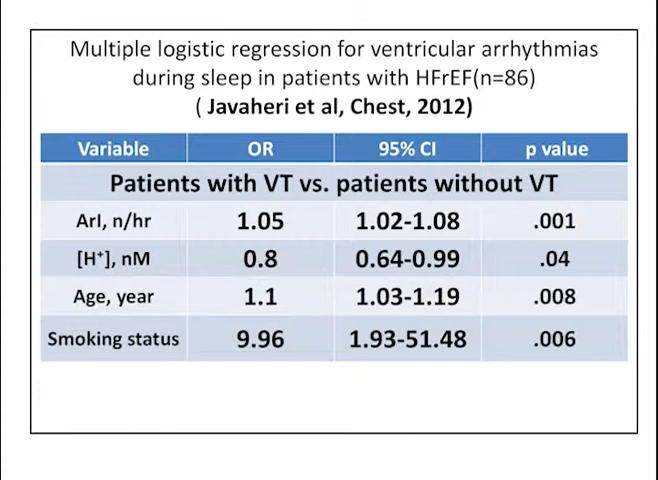 Multiple logistic regression for ventricular arrhythmias
during sleep in patients with HFrEF(n=86)
( Javaheri et al, Chest, 2012)
Variable OR 95% CI p value
Patients with VT vs. patients without VT
ArI, n/hr 1.05 1.02-1.08 .001
[H⁺], nM 0.8 0.64-0.99 .04
Age, year 1.1 1.03-1.19 .008
Smoking status 9.96 1.93-51.48 .006